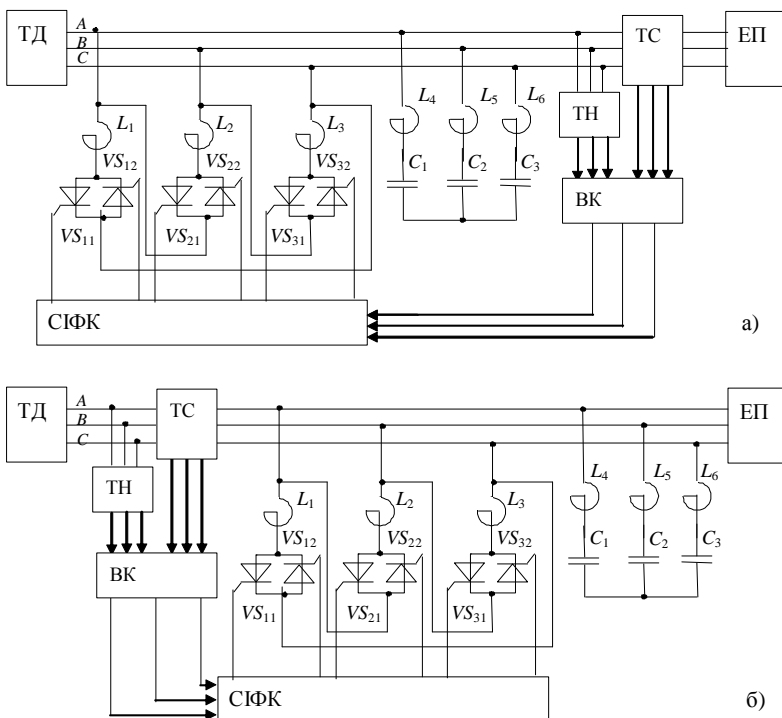 ТД
A
B
C
ТС
ЕП
ТН
ВК
L1
L2
L3
L4
L5
L6
VS12
VS22
VS32
C1
C2
C3
VS11
VS21
VS31
СІФК
а)
ТД
A
B
C
ТС
ЕП
ТН
ВК
L1
L2
L3
L4
L5
L6
VS12
VS22
VS32
C1
C2
C3
VS11
VS21
VS31
СІФК
б)